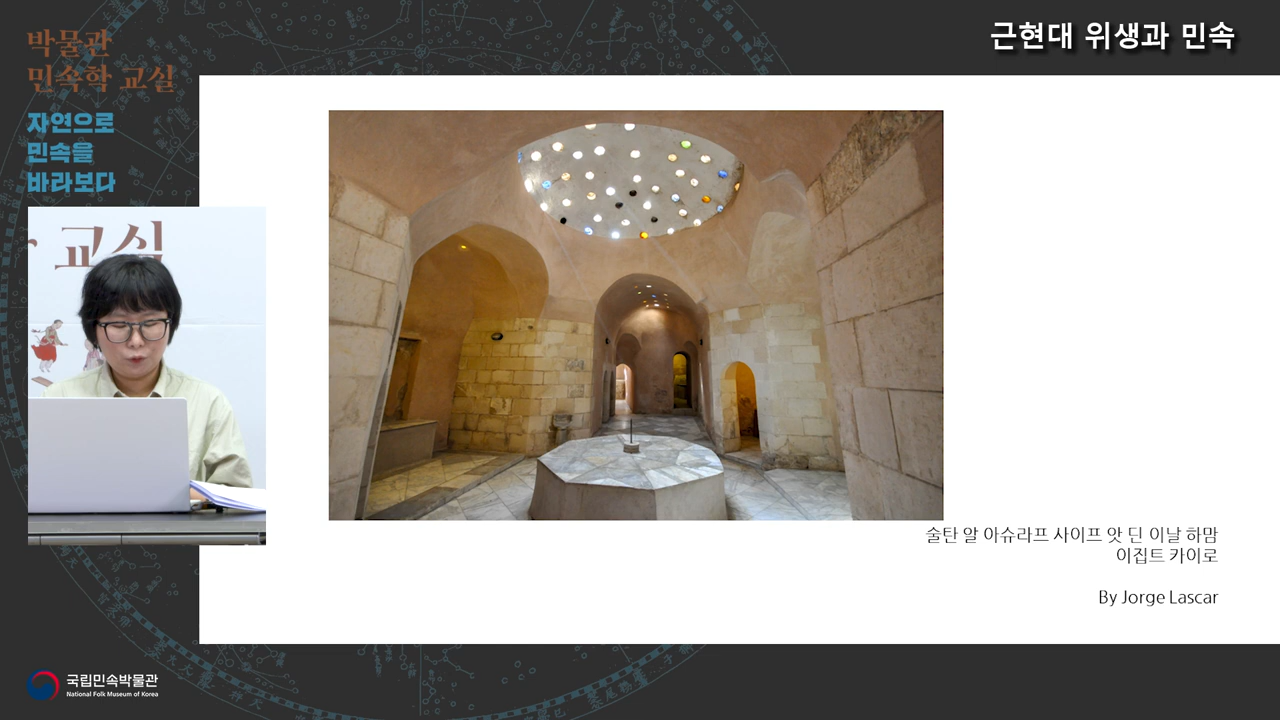 박물관
민속학 교실
자연으로
민속을
바라보다
근현대 위생과 민속
교실
술탄 알 아슈라프 사이프 앗 딘 이날 하맘
이집트 카이로
By Jorge Lascar
국립민속박물관
National Folk Museum of Korea